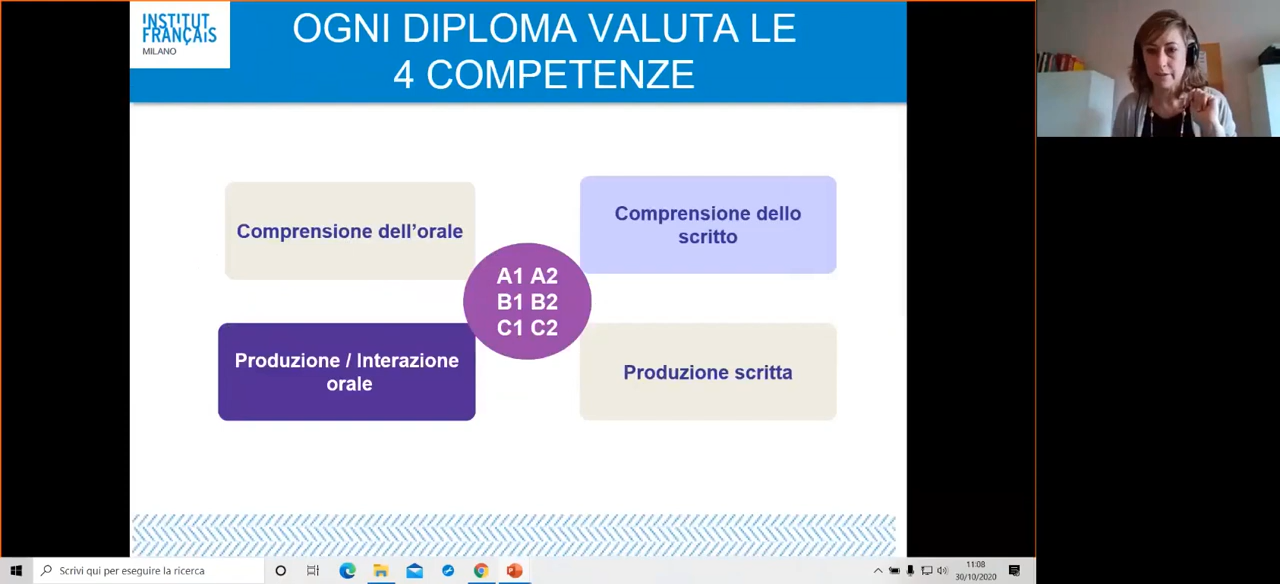 INSTITUT
FRANÇAIS
MILANO
OGNI DIPLOMA VALUTA LE
4 COMPETENZE
Comprensione dell’orale
Comprensione dello
scritto
A1 A2
B1 B2
C1 C2
Produzione / Interazione
orale
Produzione scritta
Scrivi qui per eseguire la ricerca
11:08
30/10/2020